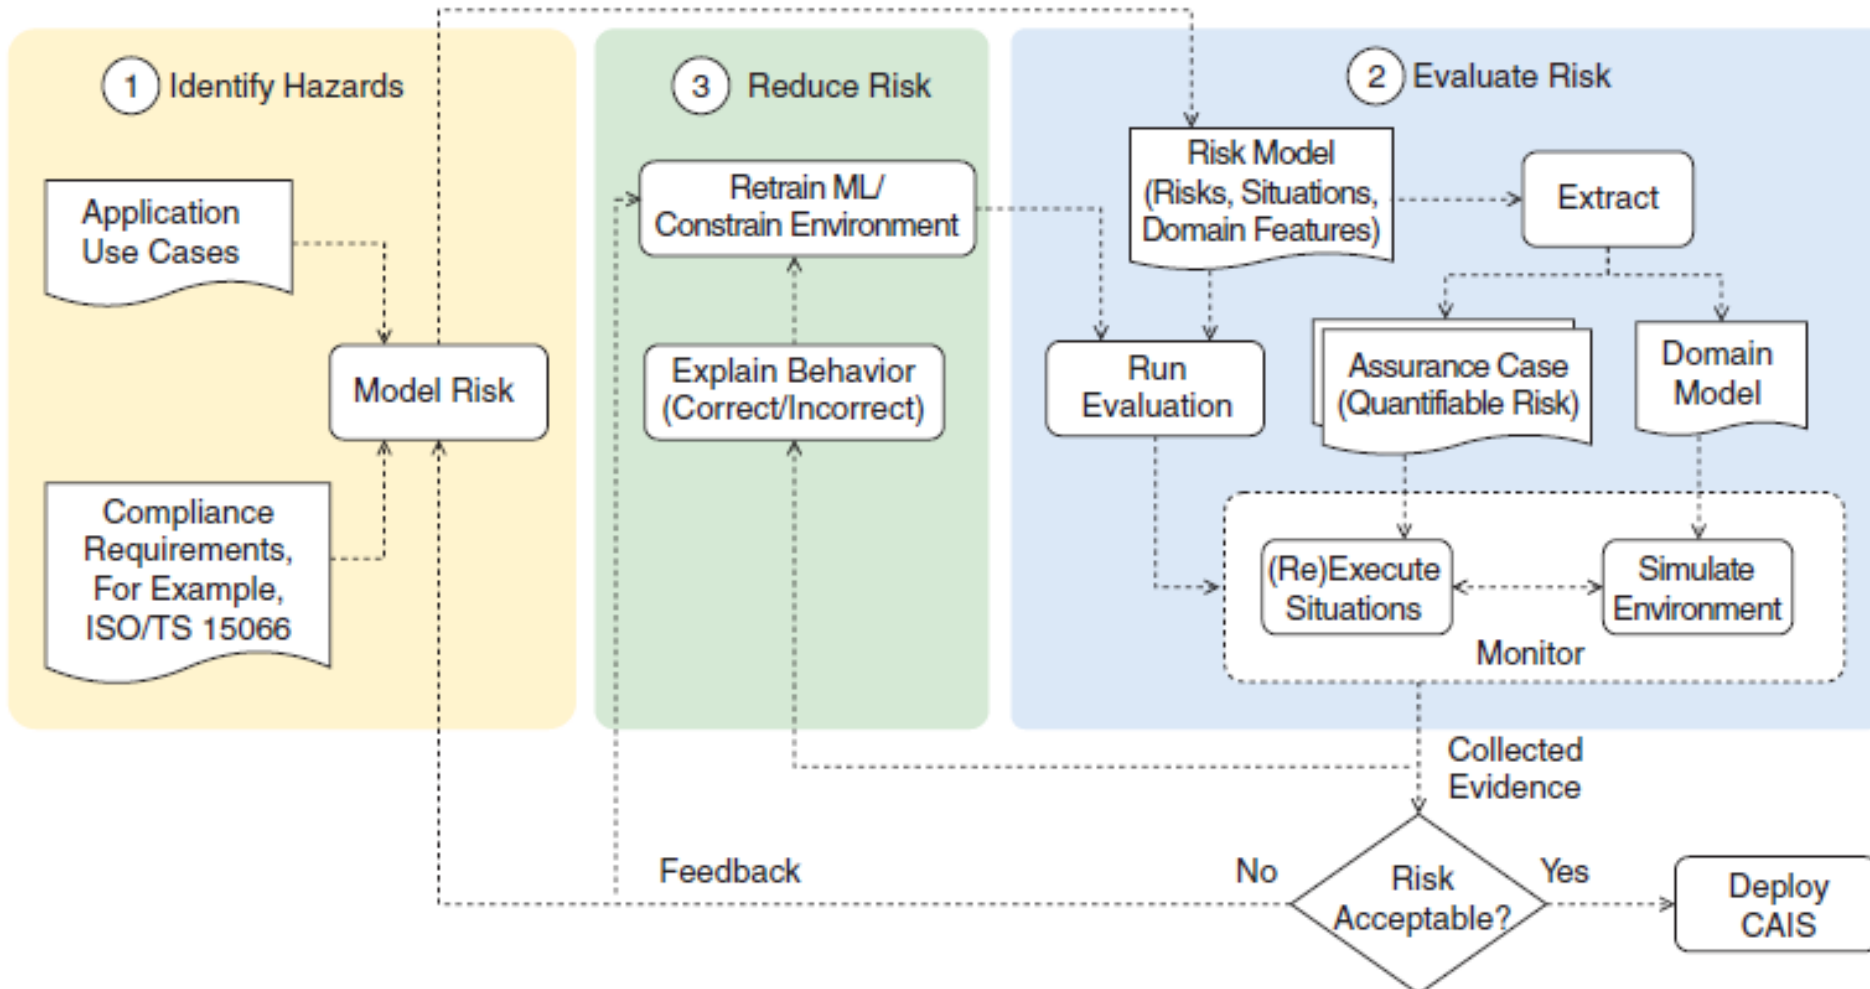 1 Identify Hazards
Application
Use Cases
Model Risk
Compliance
Requirements,
For Example,
ISO/TS 15066
3 Reduce Risk
Retrain ML/
Constrain Environment
Explain Behavior
(Correct/Incorrect)
2 Evaluate Risk
Risk Model
(Risks, Situations,
Domain Features)
Extract
Run
Evaluation
Assurance Case
(Quantifiable Risk)
Domain
Model
(Re)Execute
Situations
Simulate
Environment
Monitor
Collected
Evidence
Feedback
No
Risk
Acceptable?
Yes
Deploy
CAIS